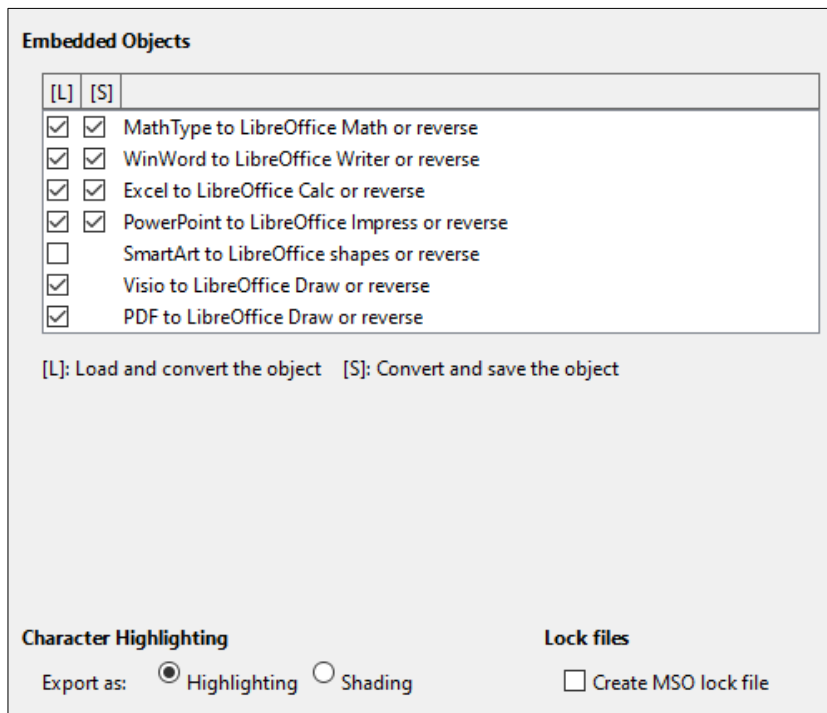 Embedded Objects
[L] [S]
MathType to LibreOffice Math or reverse
WinWord to LibreOffice Writer or reverse
Excel to LibreOffice Calc or reverse
PowerPoint to LibreOffice Impress or reverse
SmartArt to LibreOffice shapes or reverse
Visio to LibreOffice Draw or reverse
PDF to LibreOffice Draw or reverse
[L]: Load and convert the object [S]: Convert and save the object
Character Highlighting Lock files
Export as: Highlighting Shading Create MSO lock file